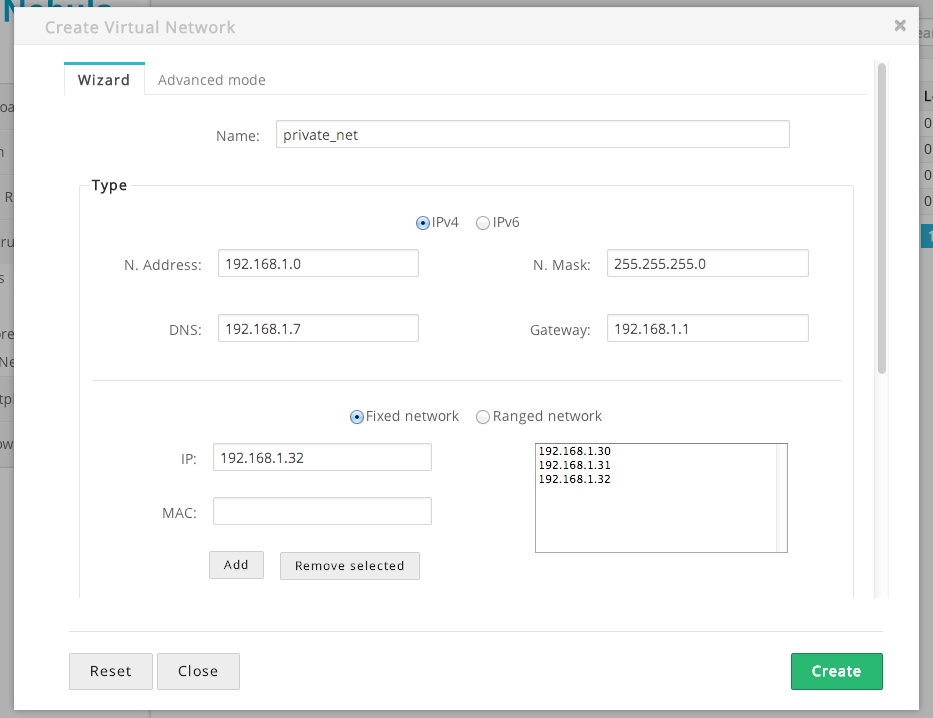 Create Virtual Network
Wizard Advanced mode
Name: private_net
Type
IPv4 IPv6
N. Address: 192.168.1.0 N. Mask: 255.255.255.0
DNS: 192.168.1.7 Gateway: 192.168.1.1
Fixed network Ranged network
IP: 192.168.1.32
192.168.1.30
192.168.1.31
192.168.1.32
MAC:
Add Remove selected
Reset Close Create